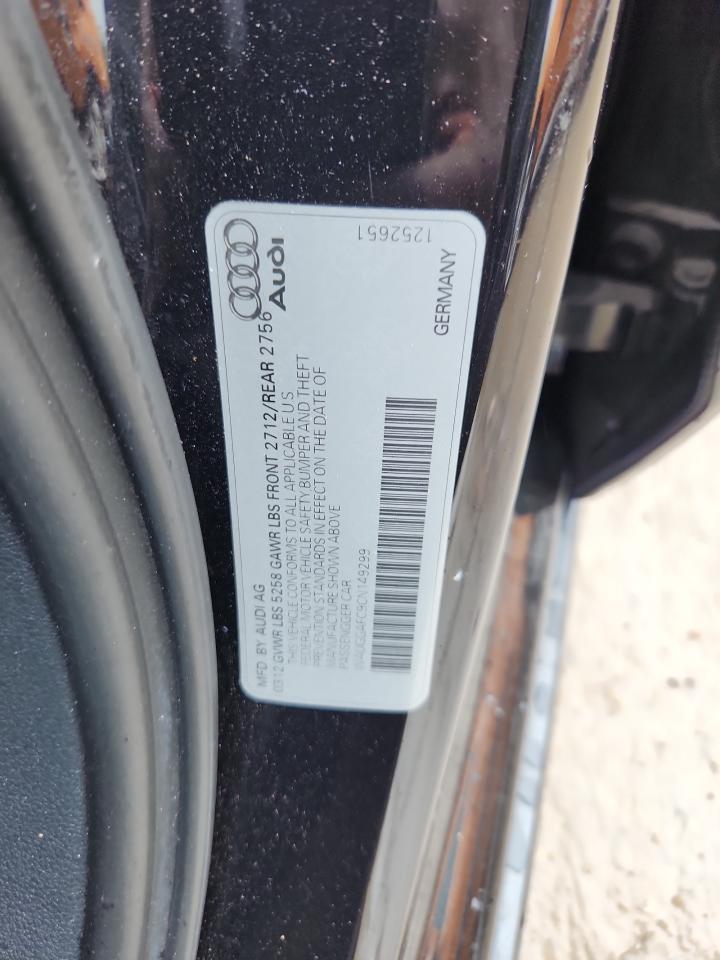 Audi
MFD BY AUDI AG
03.12 GVWR LBS 5258 GAWR LBS FRONT 2712/REAR 2756
THIS VEHICLE CONFORMS TO ALL APPLICABLE U.S
FEDERAL MOTOR VEHICLE SAFETY, BUMPER AND THEFT
PREVENTION STANDARDS IN EFFECT ON THE DATE OF
MANUFACTURE SHOWN ABOVE
PASSENGER CAR
GERMANY
1252651